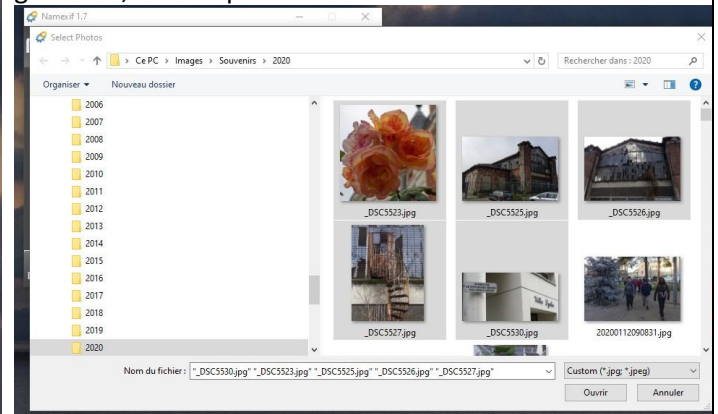 Namexif 1.7
Select Photos
Ce PC > Images > Souvenirs > 2020
Rechercher dans : 2020
Organiser
Nouveau dossier
2006
2007
2008
2009
2010
2011
2012
2013
2014
2015
2016
2017
2018
2019
2020
_DSC5523.jpg
_DSC5525.jpg
_DSC5526.jpg
_DSC5527.jpg
_DSC5530.jpg
20200112090831.jpg
Nom du fichier : "_DSC5530.jpg" "_DSC5523.jpg" "_DSC5525.jpg" "_DSC5526.jpg" "_DSC5527.jpg"
Custom (*.jpg; *.jpeg)
Ouvrir
Annuler